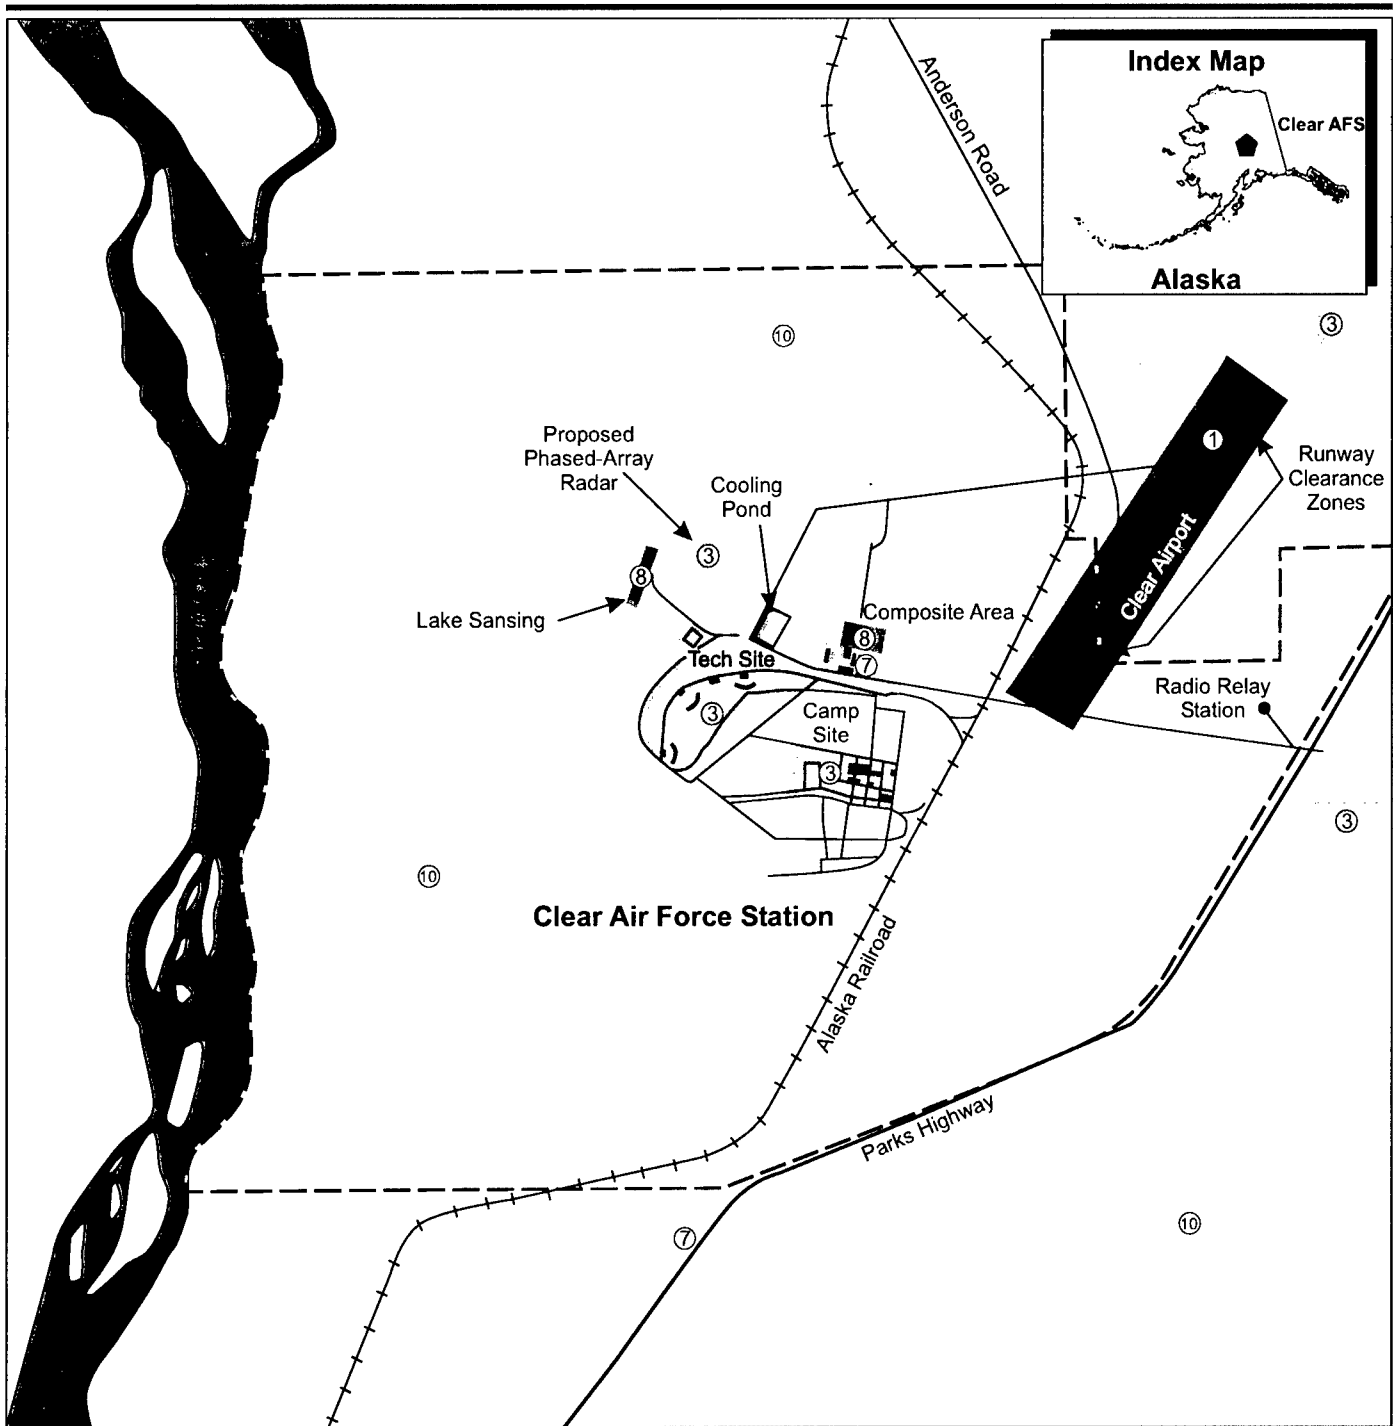 Index Map
Clear AFS
Alaska
Anderson Road
3
10
1
Proposed
Phased-Array
Radar
Cooling
Pond
Runway
Clearance
Zones
Clear Airport
3
8
Lake Sansing
Composite Area
8
7
Tech Site
3
Camp
Site
Radio Relay
Station
3
3
10
Clear Air Force Station
Alaska Railroad
Parks Highway
7
10